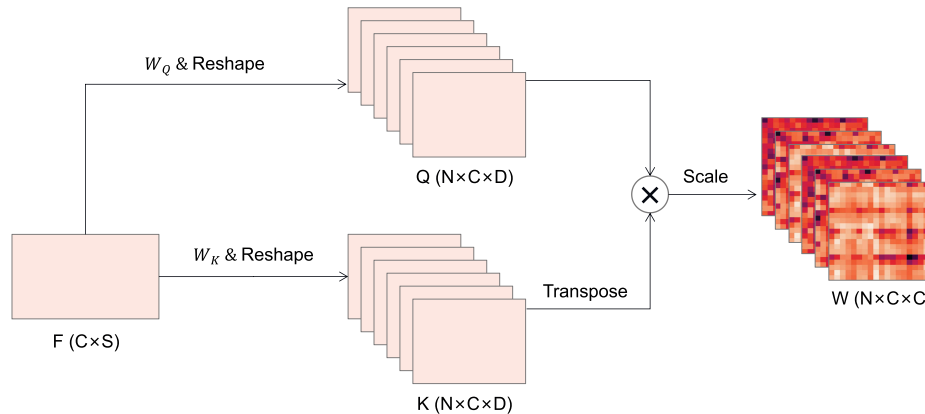 W_Q & Reshape
Q (N×C×D)
Scale
W_K & Reshape
Transpose
F (C×S)
W (N×C×C
K (N×C×D)